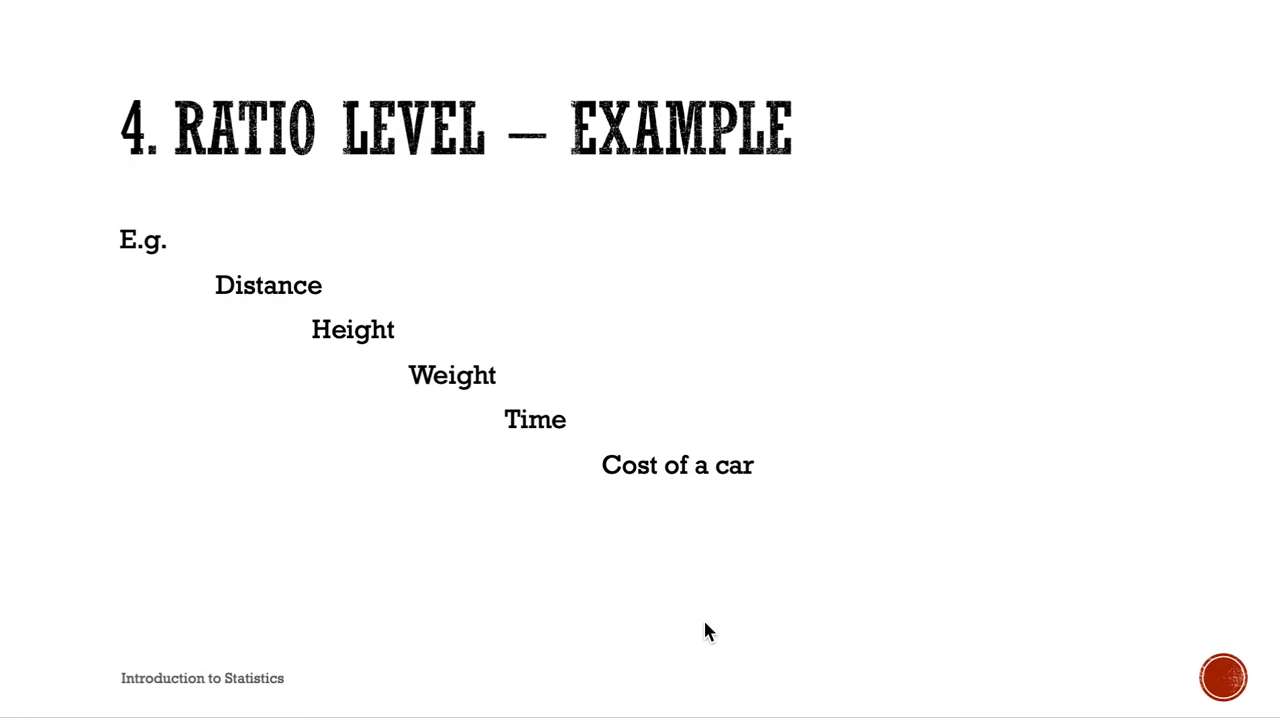 4. RATIO LEVEL – EXAMPLE
E.g.
Distance
Height
Weight
Time
Cost of a car
Introduction to Statistics